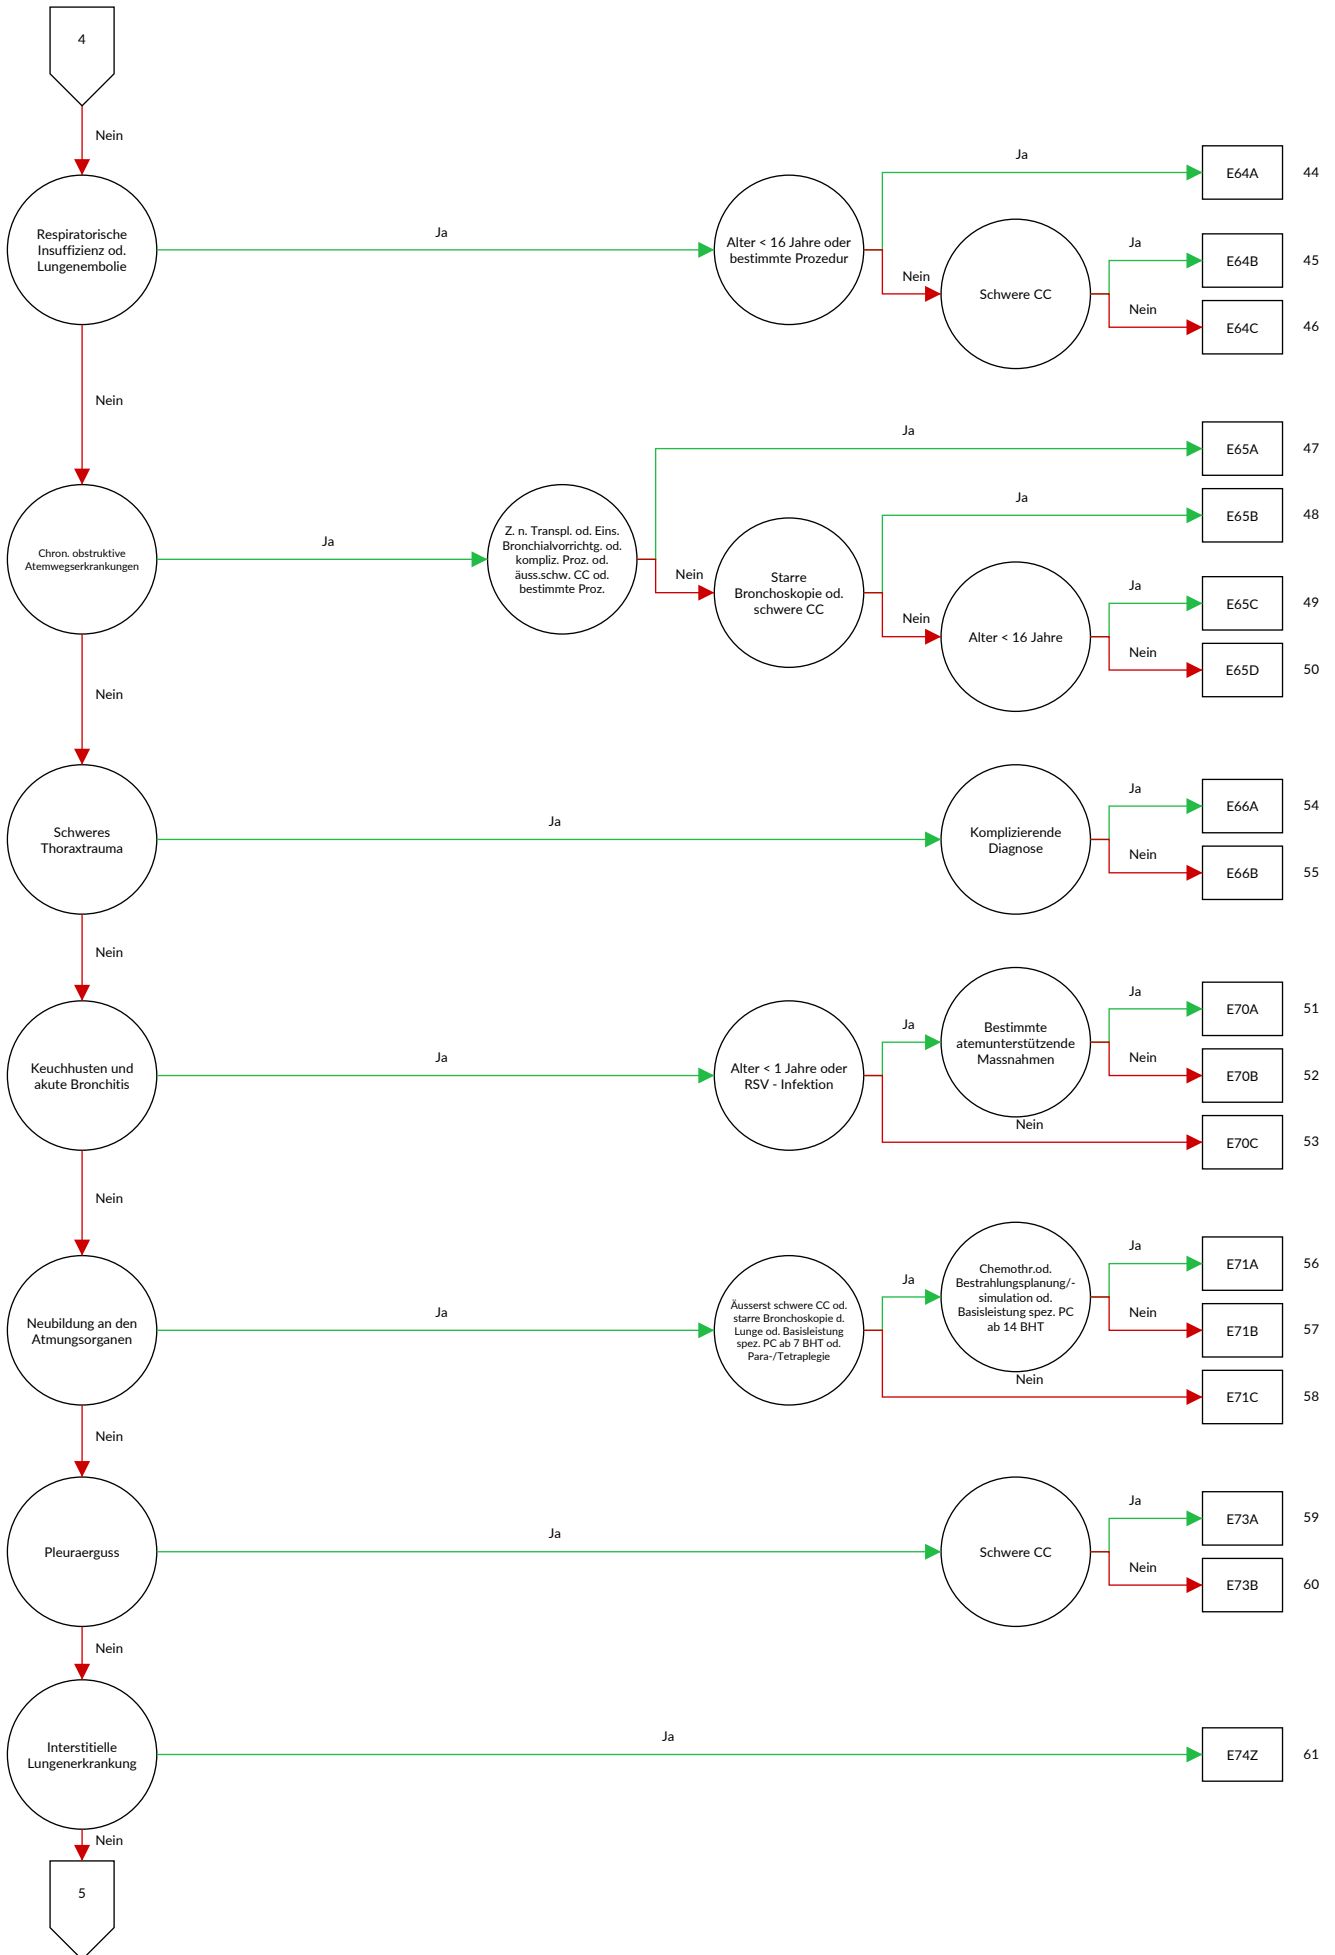 4
Nein
Respiratorische
Insuffizienz od.
Lungenembolie
Ja
Alter < 16 Jahre oder
bestimmte Prozedur
Ja
E64A
44
Nein
Schwere CC
Ja
E64B
45
Nein
E64C
46
Nein
Chron. obstruktive
Atemwegserkrankungen
Ja
Z. n. Transpl. od. Eins.
Bronchialvorrichtg. od.
kompliz. Proz. od.
äuss.schw. CC od.
bestimmte Proz.
Ja
E65A
47
Nein
Starre
Bronchoskopie od.
schwere CC
Ja
E65B
48
Nein
Alter < 16 Jahre
Ja
E65C
49
Nein
E65D
50
Nein
Schweres
Thoraxtrauma
Ja
Komplizierende
Diagnose
Ja
E66A
54
Nein
E66B
55
Nein
Keuchhusten und
akute Bronchitis
Ja
Alter < 1 Jahre oder
RSV - Infektion
Ja
Bestimmte
atemunterstützende
Massnahmen
Ja
E70A
51
Nein
E70B
52
Nein
E70C
53
Nein
Neubildung an den
Atmungsorganen
Ja
Äusserst schwere CC od.
starre Bronchoskopie d.
Lunge od. Basisleistung
spez. PC ab 7 BHT od.
Para-/Tetraplegie
Ja
Chemothr.od.
Bestrahlungsplanung/-
simulation od.
Basisleistung spez. PC
ab 14 BHT
Ja
E71A
56
Nein
E71B
57
Nein
E71C
58
Nein
Pleuraerguss
Ja
Schwere CC
Ja
E73A
59
Nein
E73B
60
Nein
Interstitielle
Lungenerkrankung
Ja
E74Z
61
Nein
5